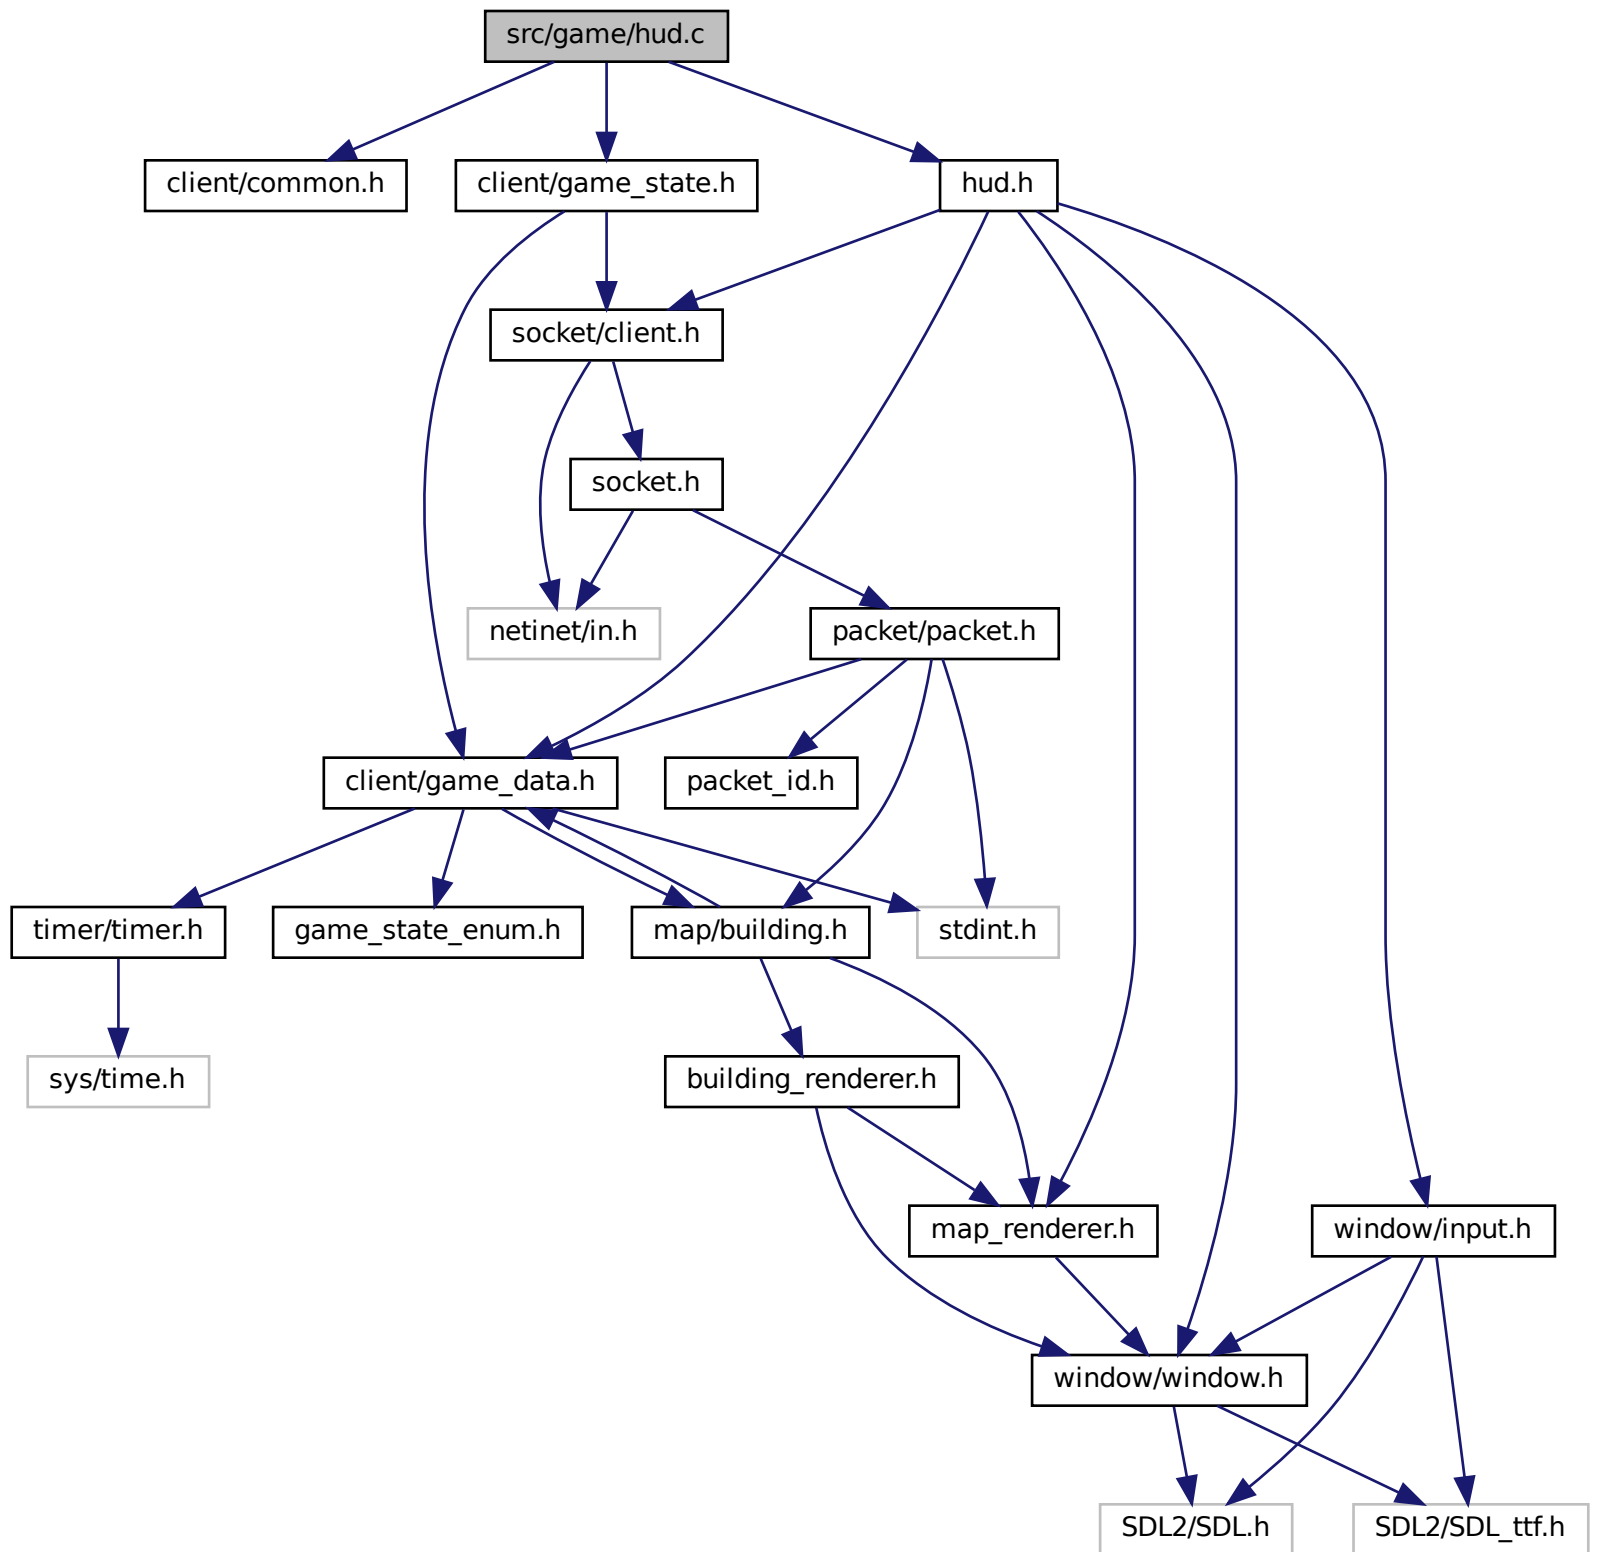 src/game/hud.c
client/common.h
client/game_state.h
hud.h
socket/client.h
socket.h
netinet/in.h
packet/packet.h
client/game_data.h
packet_id.h
timer/timer.h
game_state_enum.h
map/building.h
stdint.h
sys/time.h
building_renderer.h
map_renderer.h
window/input.h
window/window.h
SDL2/SDL.h
SDL2/SDL_ttf.h